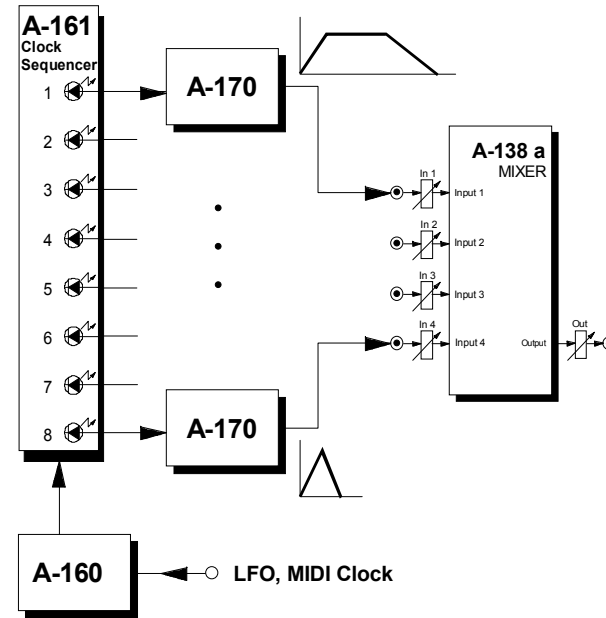 A-161
Clock
Sequencer
1
2
3
4
5
6
7
8
A-170
A-170
A-138 a
MIXER
In 1
Input 1
In 2
Input 2
In 3
Input 3
In 4
Input 4
Output
Out
A-160
LFO, MIDI Clock